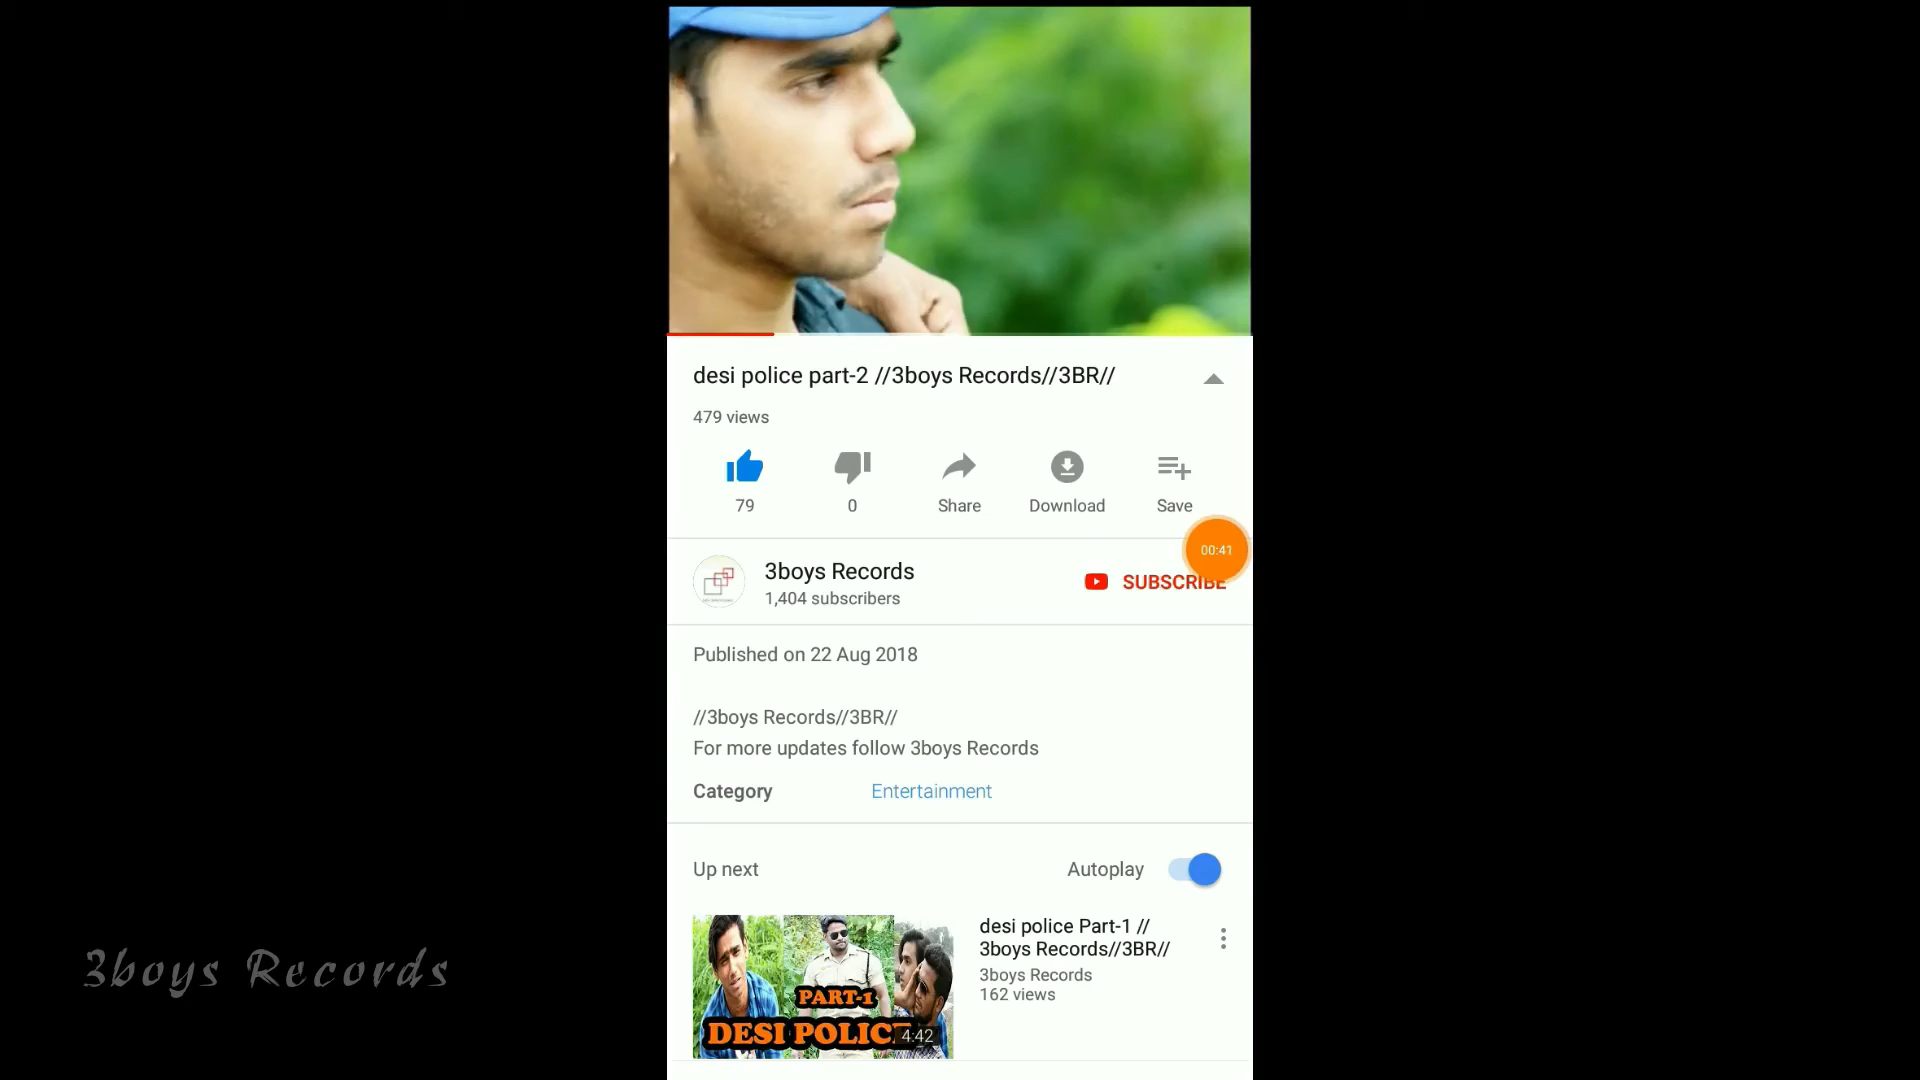 desi police part-2 //3boys Records//3BR//
479 views
79
0
Share
Download
Save
00:41
3boys Records
1,404 subscribers
SUBSCRIBE
Published on 22 Aug 2018
//3boys Records//3BR//
For more updates follow 3boys Records
Category Entertainment
Up next
Autoplay
desi police Part-1 //
3boys Records//3BR//
3boys Records
162 views
PART-1
DESI POLICE
4:42
3boys Records